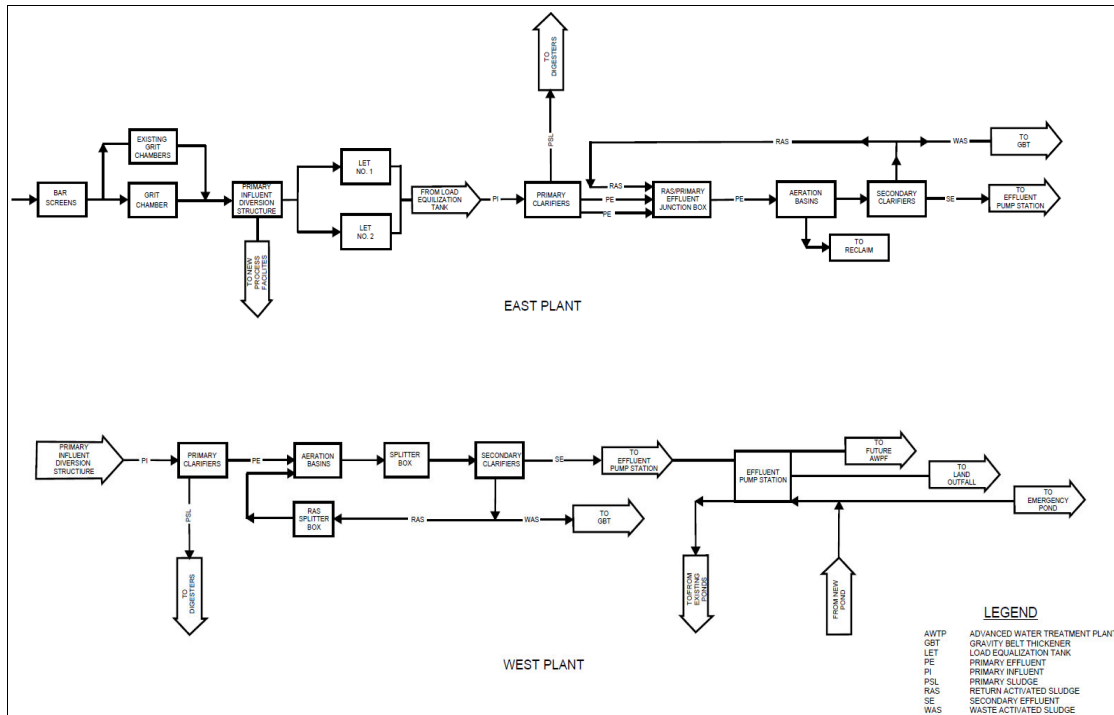 TO
DIGESTERS
EXISTING
GRIT
CHAMBERS
BAR
SCREENS
GRIT
CHAMBER
PRIMARY
INFLUENT
DIVERSION
STRUCTURE
TO NEW
PROCESS
FACILITES
LET
NO. 1
LET
NO. 2
FROM LOAD
EQUILIZATION
TANK
PI
PSL
PRIMARY
CLARIFIERS
RAS
RAS
PE
PE
RAS/PRIMARY
EFFLUENT
JUNCTION BOX
PE
AERATION
BASINS
TO
RECLAIM
SECONDARY
CLARIFIERS
WAS
TO
GBT
SE
TO
EFFLUENT
PUMP STATION
EAST PLANT
PRIMARY
INFLUENT
DIVERSION
STRUCTIURE
PI
PRIMARY
CLARIFIERS
PSL
TO
DIGESTERS
PE
AERATION
BASINS
SPLITTER
BOX
SECONDARY
CLARIFIERS
RAS
SPLITTER
BOX
RAS
WAS
TO
GBT
SE
TO
EFFLUENT
PUMP STATION
EFFLUENT
PUMP STATION
TO
FUTURE
AWPF
TO
LAND
OUTFALL
TO
EMERGENCY
POND
TO/FROM
EXISTING
PONDS
FROM NEW
POND
WEST PLANT
LEGEND
AWTP ADVANCED WATER TREATMENT PLANT
GBT GRAVITY BELT THICKENER
LET LOAD EQUALIZATION TANK
PE PRIMARY EFFLUENT
PI PRIMARY INFLUENT
PSL PRIMARY SLUDGE
RAS RETURN ACTIVATED SLUDGE
SE SECONDARY EFFLUENT
WAS WASTE ACTIVATED SLUDGE